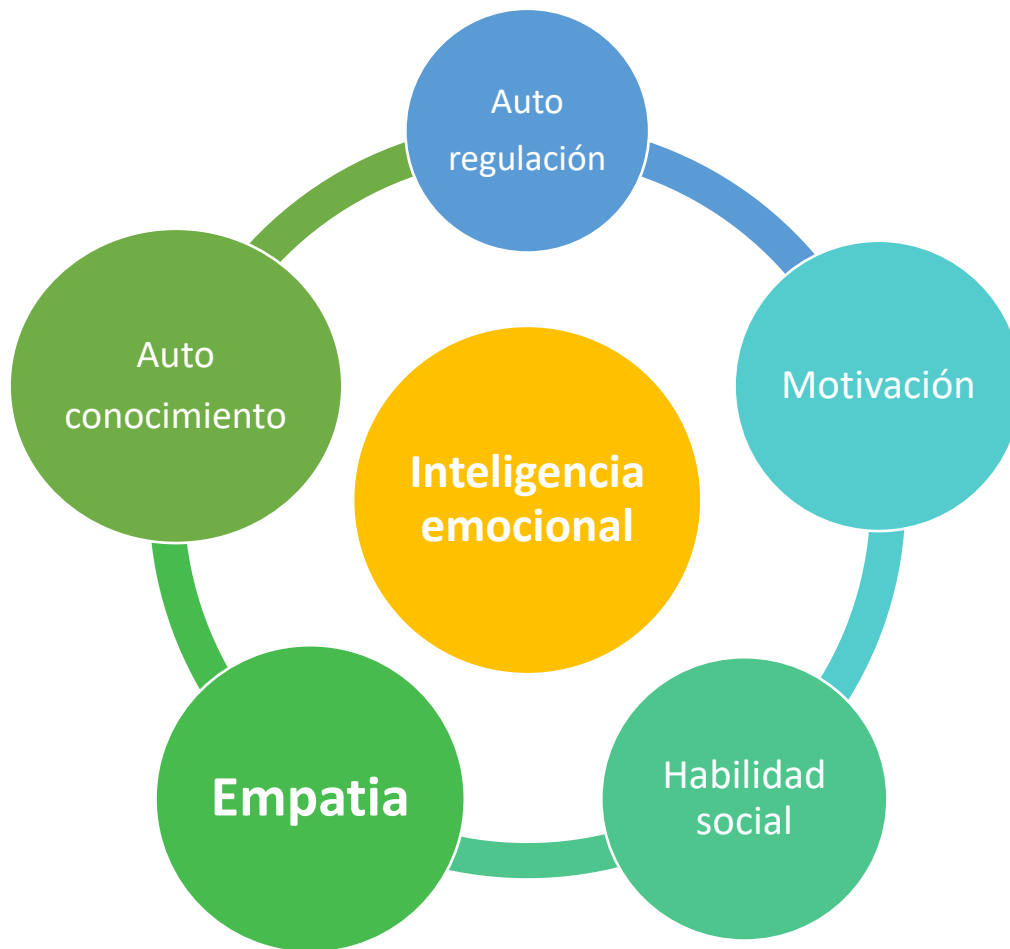 Auto
regulación
Auto
conocimiento
Motivación
Inteligencia
emocional
Empatia
Habilidad
social